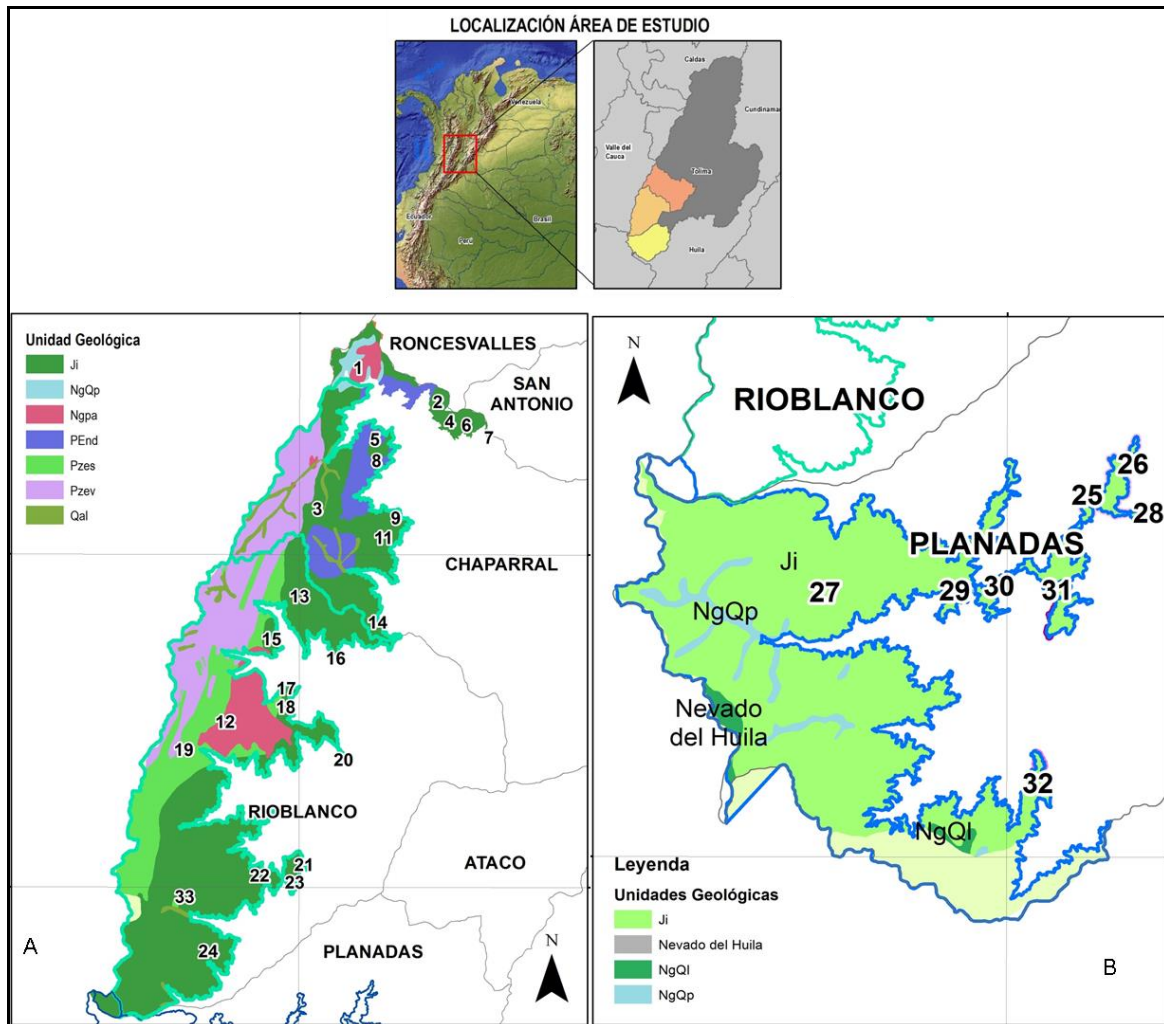 LOCALIZACIÓN ÁREA DE ESTUDIO
Venezuela
Ecuador
Perú
Brasil
Caldas
Cundinamar
Valle del
Cauca
Tolima
Huila
Unidad Geológica
Ji
NgQp
Ngpa
PEnd
Pzes
Pzev
Qal
RONCESVALLES
SAN
ANTONIO
CHAPARRAL
RIOBLANCO
ATACO
PLANADAS
1
2
4
6
7
5
8
3
9
11
13
14
15
16
17
18
12
19
20
21
22
23
33
24
N
A
N
RIOBLANCO
26
25
28
PLANADAS
Ji
27
29
30
31
NgQp
Nevado
del Huila
32
NgQl
Leyenda
Unidades Geológicas
Ji
Nevado del Huila
NgQl
NgQp
B